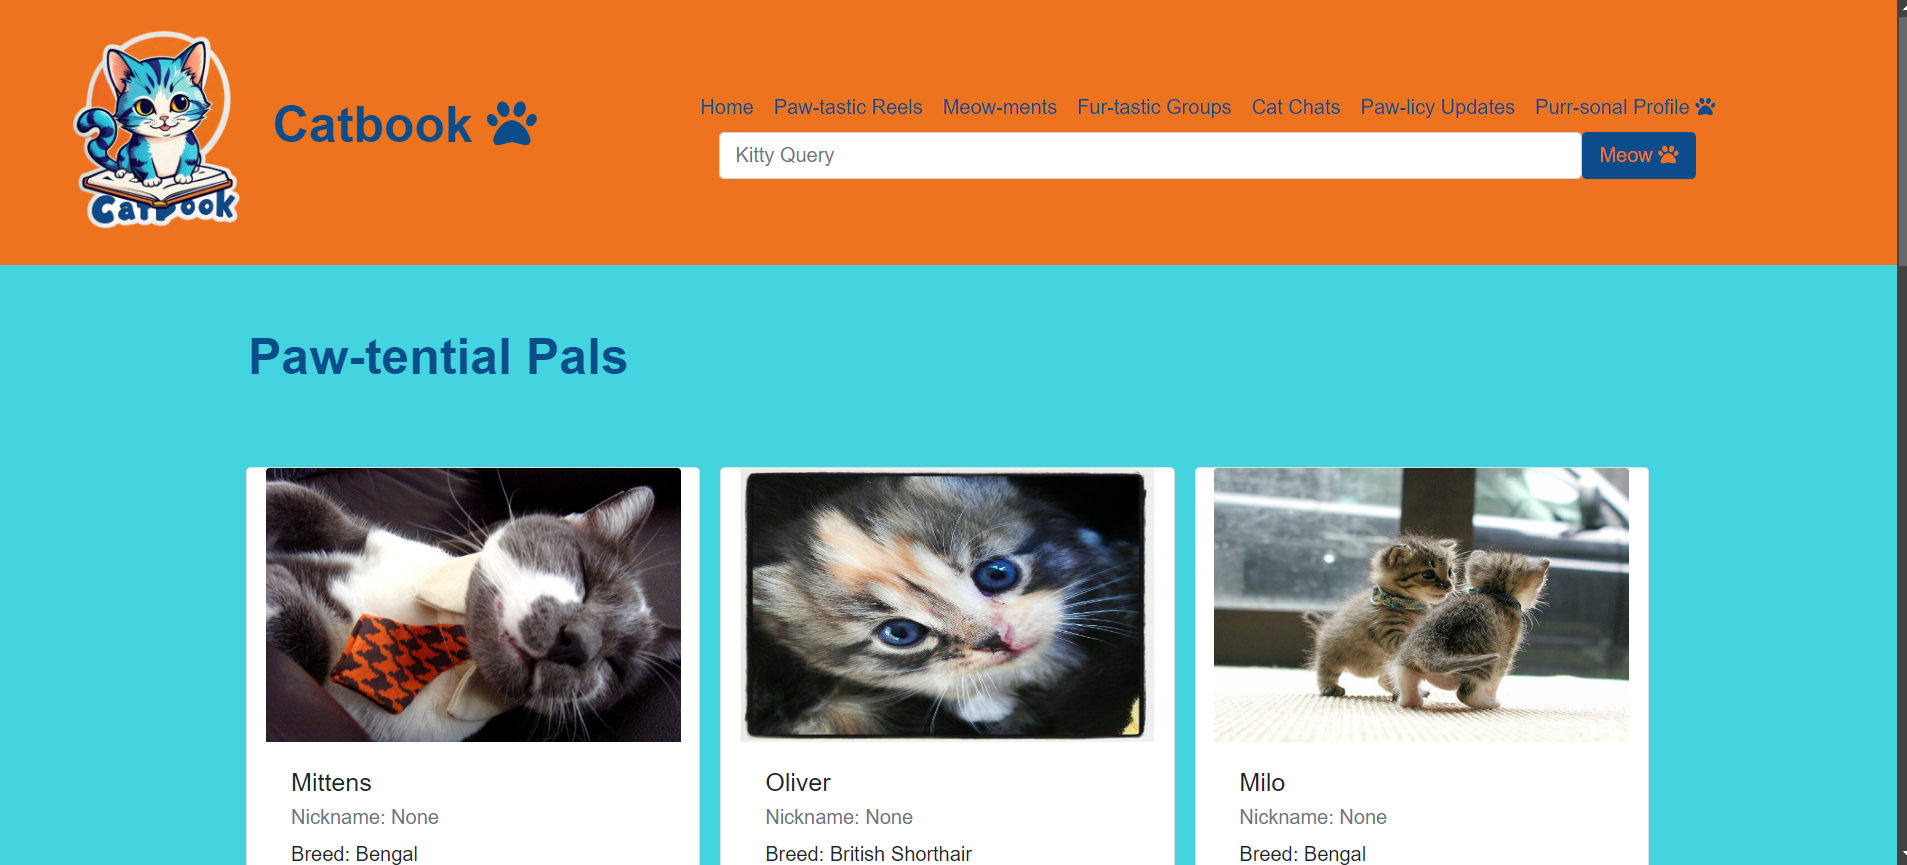 CatBook
Catbook
Home Paw-tastic Reels Meow-ments Fur-tastic Groups Cat Chats Paw-licy Updates Purr-sonal Profile
Kitty Query Meow
Paw-tential Pals
Mittens
Nickname: None
Breed: Bengal
Oliver
Nickname: None
Breed: British Shorthair
Milo
Nickname: None
Breed: Bengal